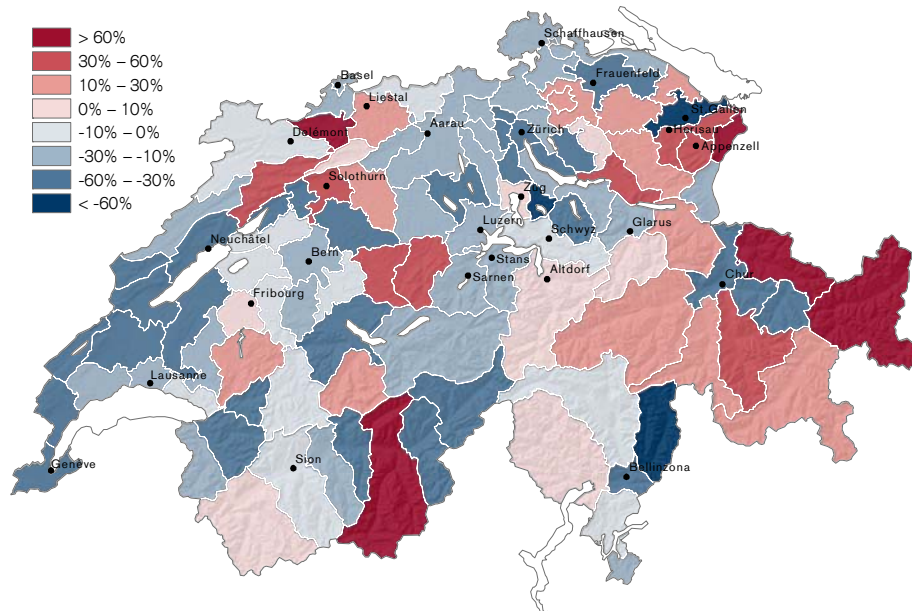 > 60%
30% – 60%
10% – 30%
0% – 10%
-10% – 0%
-30% – -10%
-60% – -30%
< -60%
Schaffhausen
Basel
Frauenfeld
Liestal
St.Gallen
Delémont
Aarau
Zürich
Herisau
Appenzell
Solothurn
Zug
Neuchâtel
Luzern
Schwyz
Glarus
Bern
Stans
Sarnen
Altdorf
Chur
Fribourg
Lausanne
Genève
Sion
Bellinzona